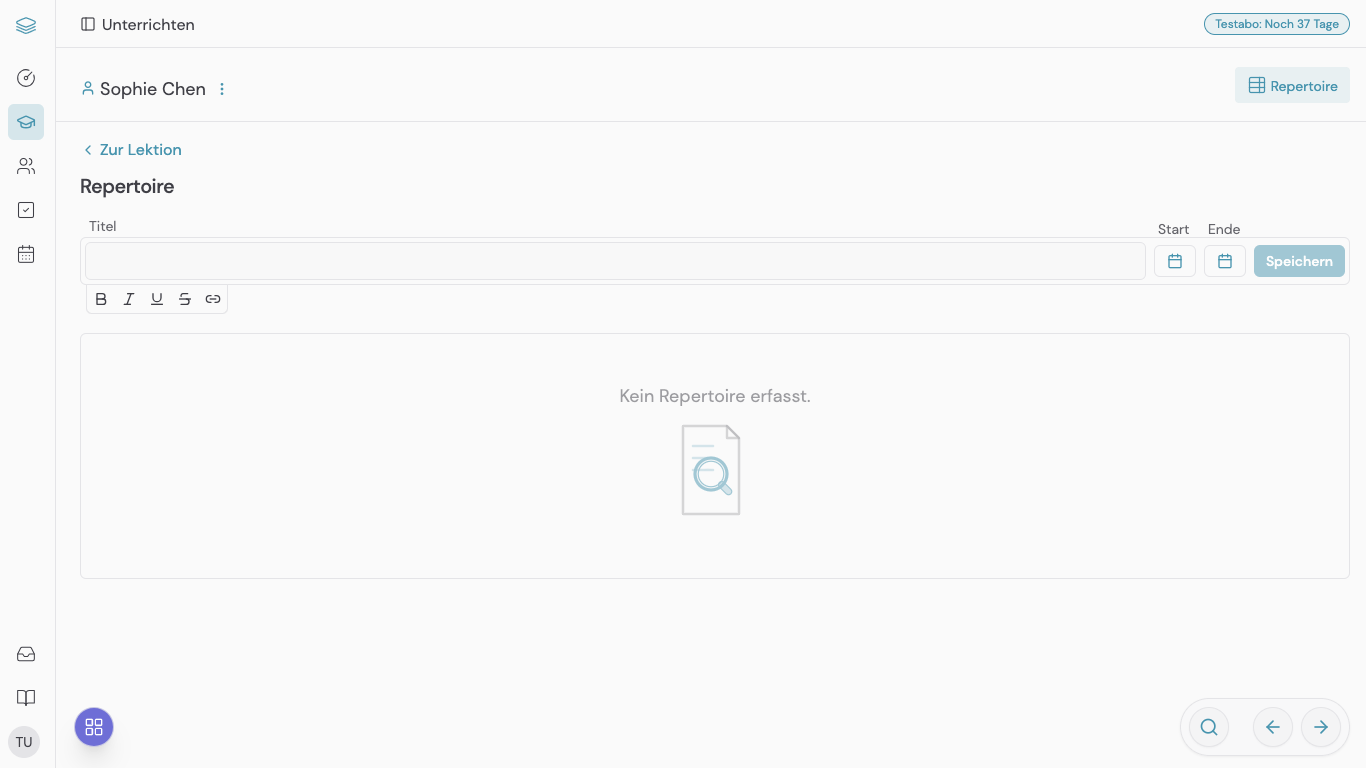 Unterrichten
Testabo: Noch 37 Tage
Sophie Chen
Repertoire
Zur Lektion
Repertoire
Titel
Start
Ende
Speichern
Kein Repertoire erfasst.
TU